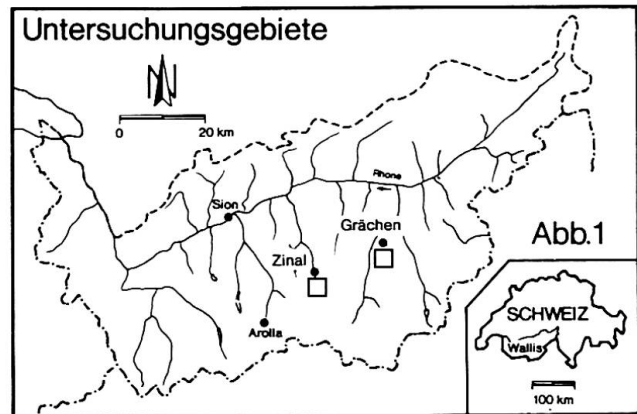 Untersuchungsgebiete
N
0 20 km
Rhone
Sion
Grächen
Abb.1
Zinal
Arolla
SCHWEIZ
Wallis
100 km